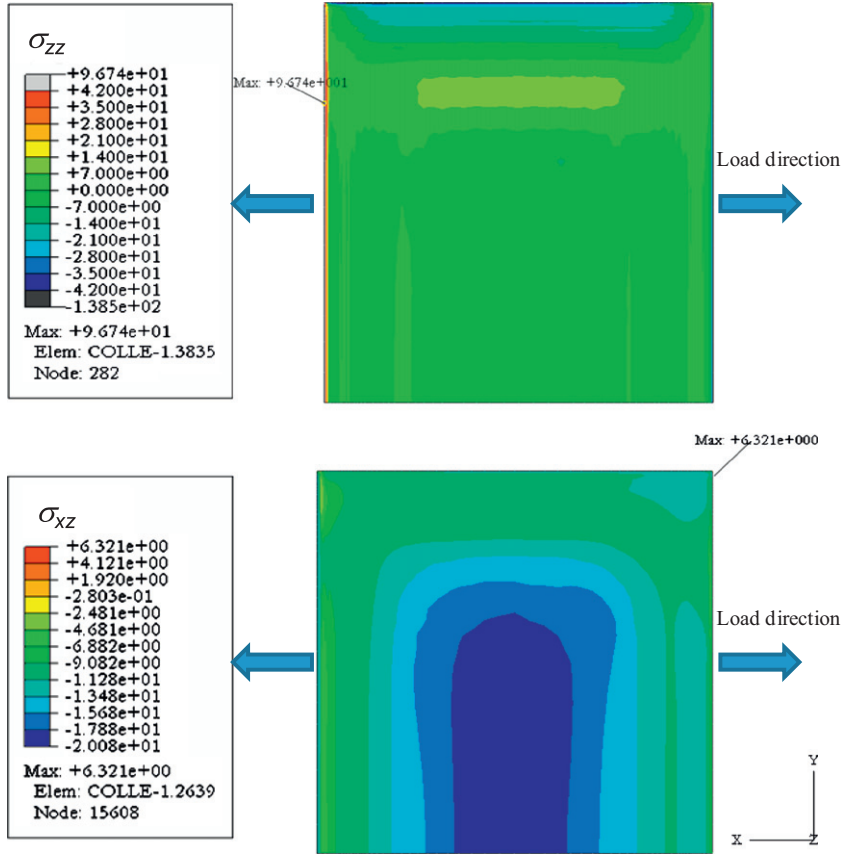 σzz
+9.674e+01
+4.200e+01
+3.500e+01
+2.800e+01
+2.100e+01
+1.400e+01
+7.000e+00
+0.000e+00
-7.000e+00
-1.400e+01
-2.100e+01
-2.800e+01
-3.500e+01
-4.200e+01
-1.385e+02
Max: +9.674e+01
Elem: COLLE-1.3835
Node: 282
Max: +9.674e+001
Load direction
Max: +6.321e+000
σxz
+6.321e+00
+4.121e+00
+1.920e+00
-2.803e-01
-2.481e+00
-4.681e+00
-6.882e+00
-9.082e+00
-1.128e+01
-1.348e+01
-1.568e+01
-1.788e+01
-2.008e+01
Max: +6.321e+00
Elem: COLLE-1.2639
Node: 15608
Load direction
Y
X
Z